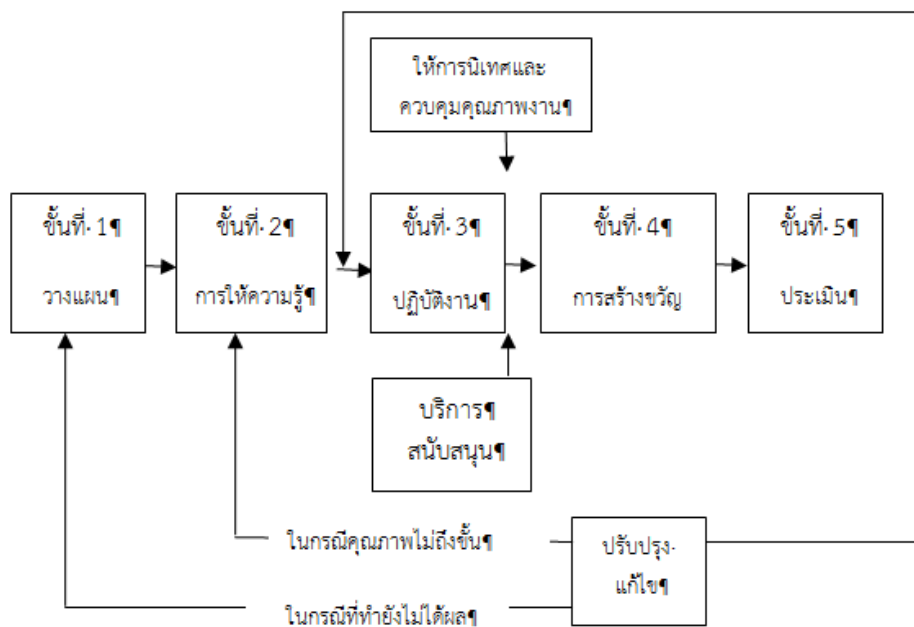 ให้การนิเทศและ
ควบคุมคุณภาพงาน¶
ขั้นที่·1¶
วางแผน¶
ขั้นที่·2¶
การให้ความรู้¶
ขั้นที่·3¶
ปฏิบัติงาน¶
ขั้นที่·4¶
การสร้างขวัญ
ขั้นที่·5¶
ประเมิน¶
บริการ¶
สนับสนุน¶
ในกรณีคุณภาพไม่ถึงขั้น¶
ปรับปรุง·
แก้ไข¶
ในกรณีที่ทำยังไม่ได้ผล¶